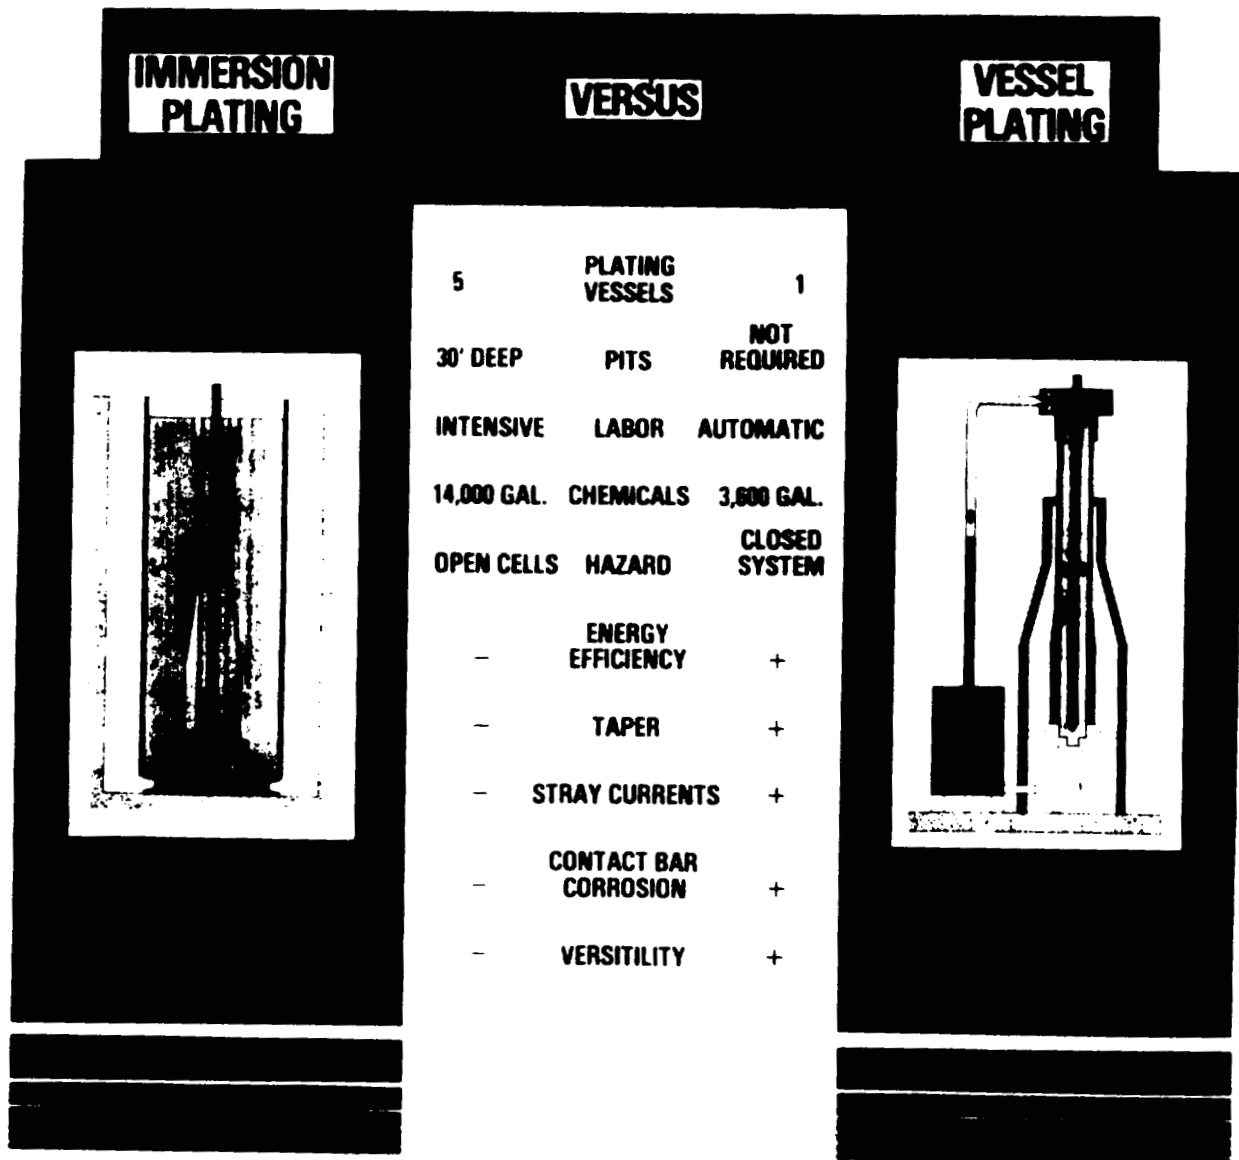 IMMERSION
PLATING
VERSUS
VESSEL
PLATING
5 PLATING VESSELS 1
30' DEEP PITS NOT REQUIRED
INTENSIVE LABOR AUTOMATIC
14,000 GAL. CHEMICALS 3,600 GAL.
OPEN CELLS HAZARD CLOSED SYSTEM
- ENERGY EFFICIENCY +
- TAPER +
- STRAY CURRENTS +
- CONTACT BAR CORROSION +
- VERSITILITY +